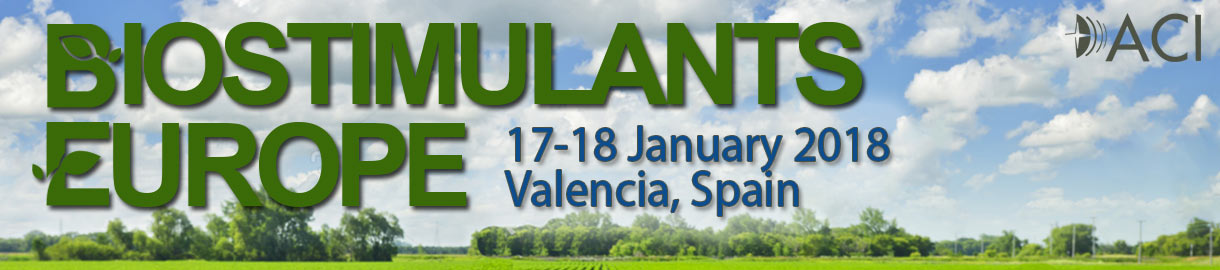 BIOSTIMULANTS
EUROPE
17-18 January 2018
Valencia, Spain
ACI